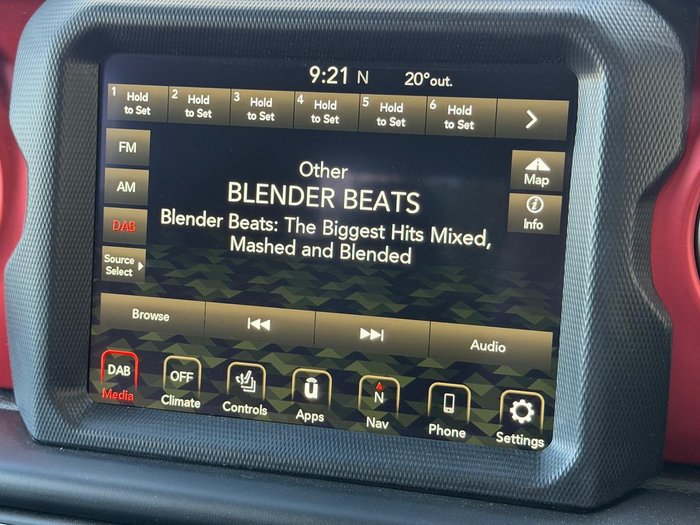 9:21 N 20°out.
1 Hold to Set
2 Hold to Set
3 Hold to Set
4 Hold to Set
5 Hold to Set
6 Hold to Set
FM
AM
DAB
Source Select
Other
BLENDER BEATS
Blender Beats: The Biggest Hits Mixed,
Mashed and Blended
Map
i
Info
Browse
Audio
DAB
Media
OFF
Climate
Controls
u
Apps
N
Nav
Phone
Settings